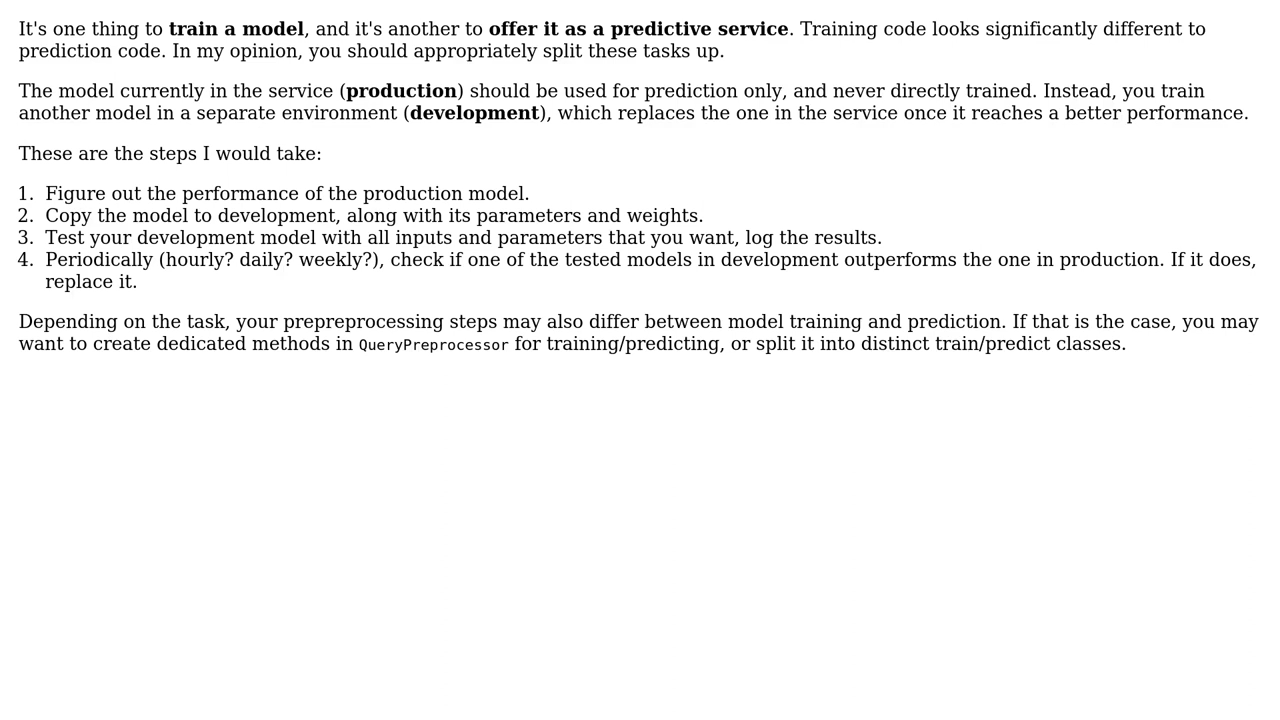 It's one thing to train a model, and it's another to offer it as a predictive service. Training code looks significantly different to
prediction code. In my opinion, you should appropriately split these tasks up.
The model currently in the service (production) should be used for prediction only, and never directly trained. Instead, you train
another model in a separate environment (development), which replaces the one in the service once it reaches a better performance.
These are the steps I would take:
1. Figure out the performance of the production model.
2. Copy the model to development, along with its parameters and weights.
3. Test your development model with all inputs and parameters that you want, log the results.
4. Periodically (hourly? daily? weekly?), check if one of the tested models in development outperforms the one in production. If it does,
replace it.
Depending on the task, your prepreprocessing steps may also differ between model training and prediction. If that is the case, you may
want to create dedicated methods in QueryPreprocessor for training/predicting, or split it into distinct train/predict classes.